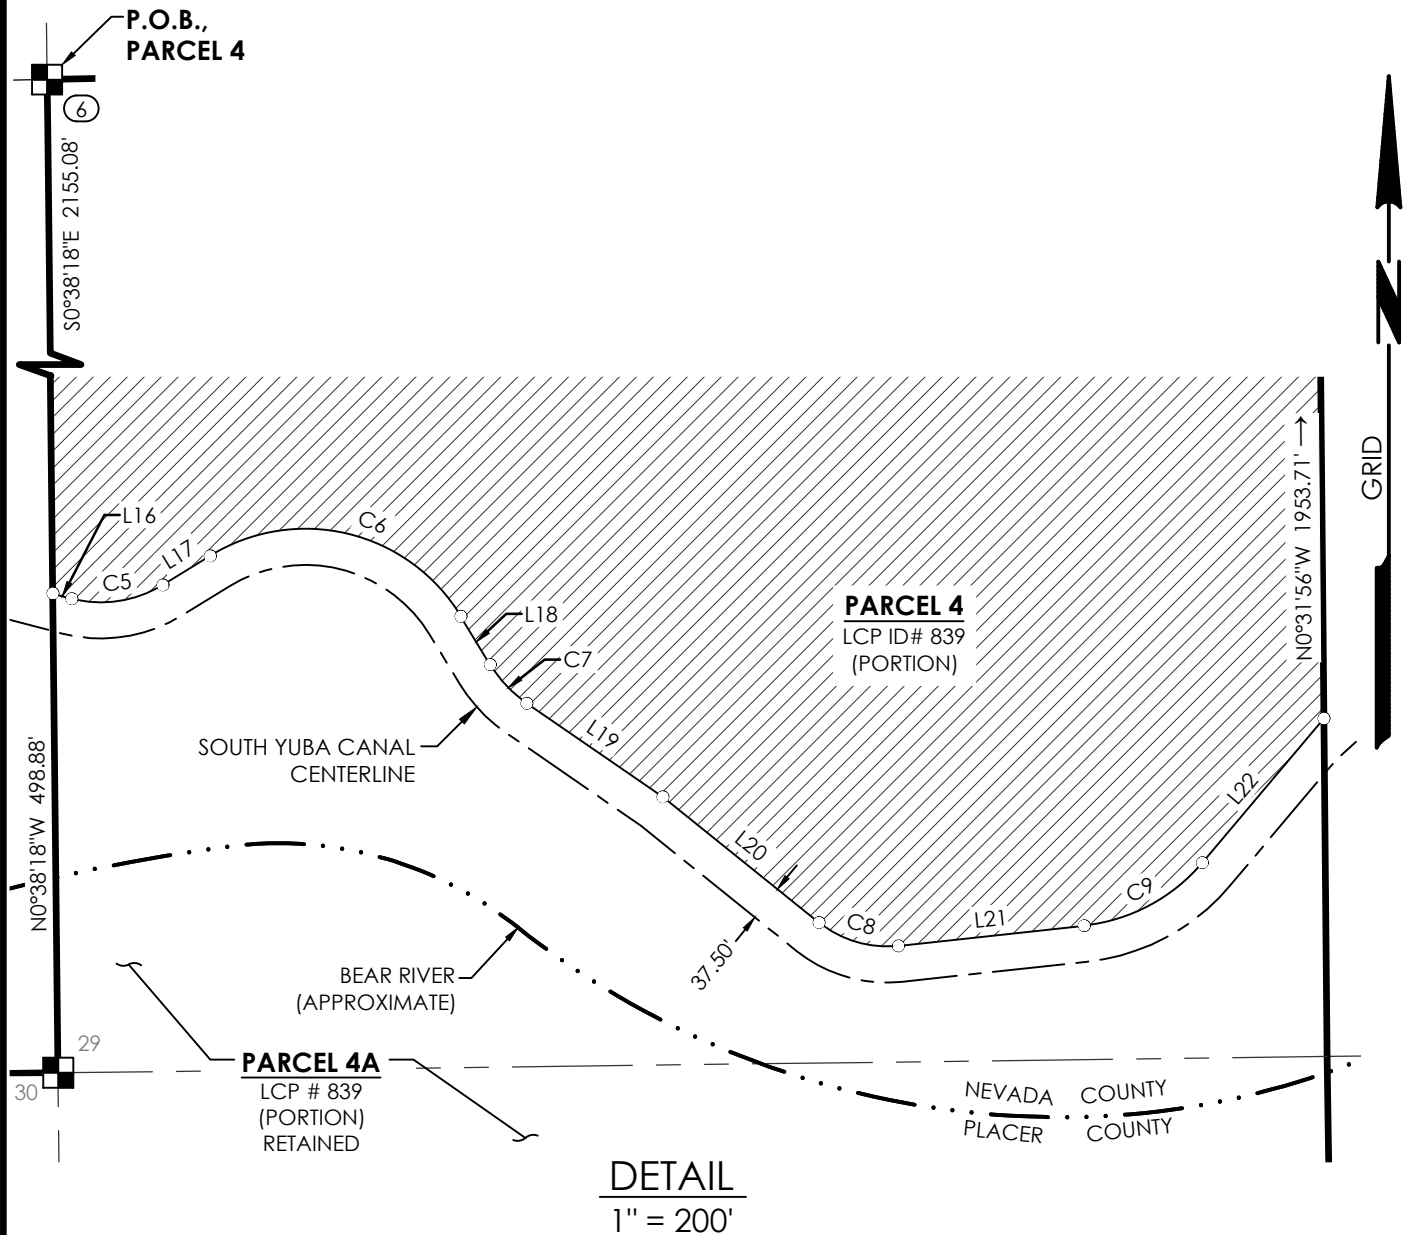 P.O.B.,
PARCEL 4
6
S0°38'18"E 2155.08'
L16
C5
L17
C6
L18
C7
L19
SOUTH YUBA CANAL
CENTERLINE
PARCEL 4
LCP ID# 839
(PORTION)
N0°31'56"W 1953.71'
GRID
N
N0°38'18"W 498.88'
L20
C8
L21
C9
L22
37.50'
BEAR RIVER
(APPROXIMATE)
29
30
PARCEL 4A
LCP # 839
(PORTION)
RETAINED
NEVADA COUNTY
PLACER COUNTY
DETAIL
1" = 200'